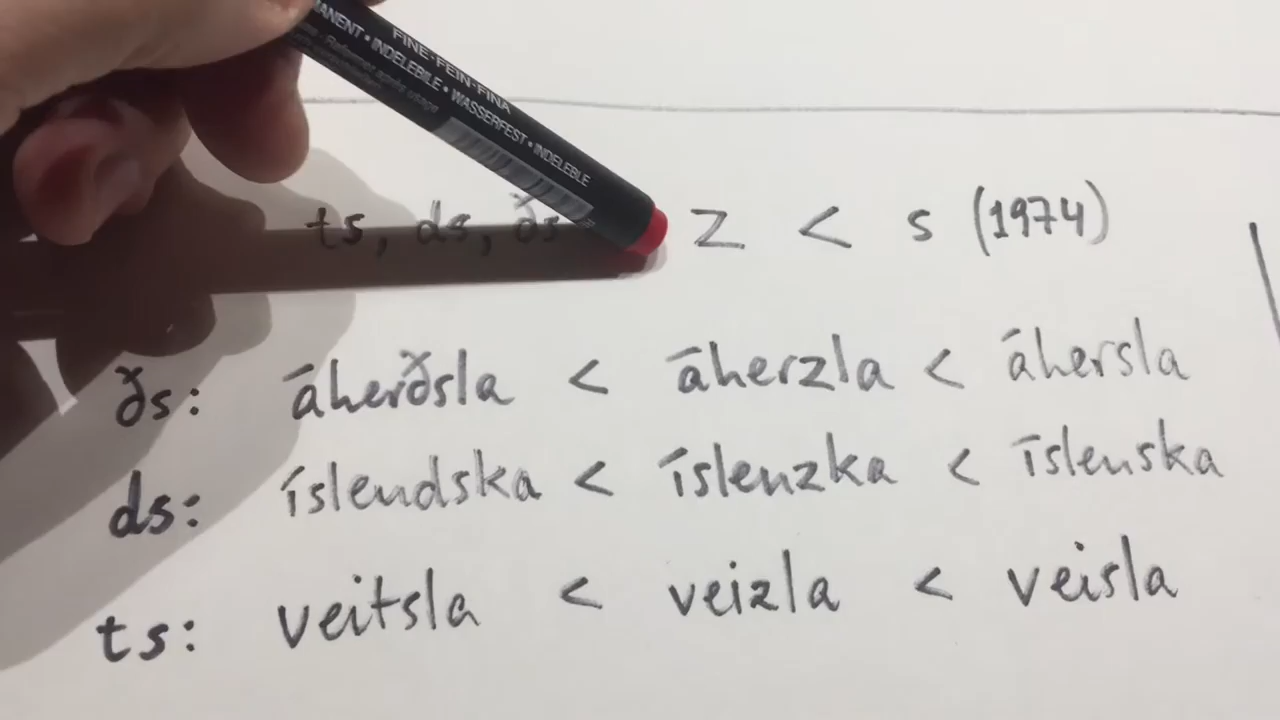 MANENT • INDELEBILE • WASSERFEST • INDELEBLE
FINE·FEIN·FINA
ts, ds, ðs z < s (1974)
ðs: áherðsla < áherzla < áhersla
ds: íslendska < íslenzka < íslenska
ts: veitsla < veizla < veisla